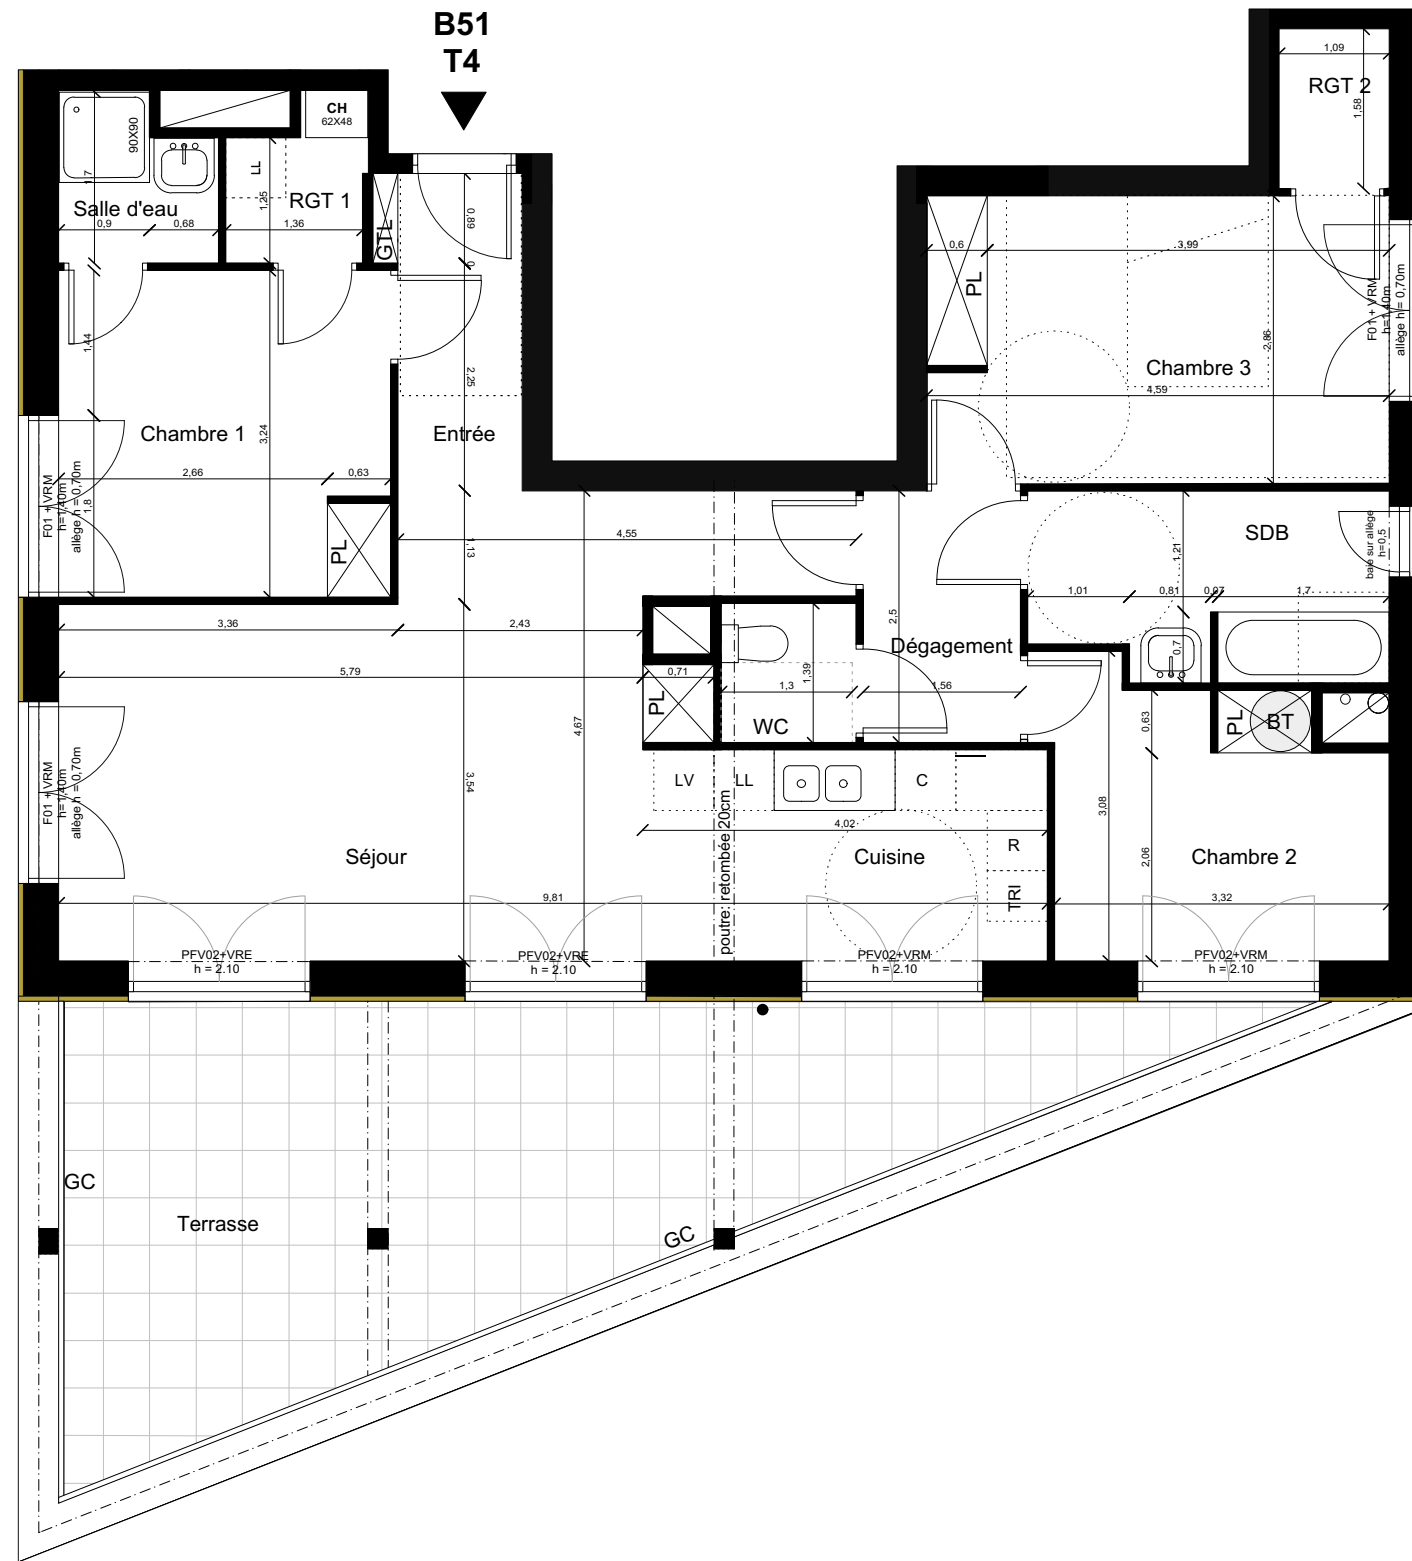 B51
T4
1,09
RGT 2
1,58
CH
62X48
90X90
1,7
LL
1,25
RGT 1
Salle d'eau
0,9
0,68
1,36
GTL
0,89
0,6
3,99
PL
F01 + VRM
h=1,40m
allège h = 0,70m
2,86
Chambre 3
4,59
1,44
2,25
Chambre 1
3,24
Entrée
2,66
0,63
F01 + VRM
h=1,40m
allège h = 0,70m
1,8
PL
4,55
1,13
SDB
baie sur allège
h=0,5
1,21
1,01
0,81
0,07
1,7
2,5
3,36
2,43
Dégagement
5,79
0,71
1,39
0,7
1,3
1,56
PL
WC
4,67
0,63
PL
BT
F01 + VRM
h=1,40m
allège h = 0,70m
3,54
LV
LL
C
3,08
poutre: retombée 20cm
4,02
R
2,06
Séjour
Cuisine
Chambre 2
TRI
9,81
3,32
PFV02+VRE
h = 2.10
PFV02+VRE
h = 2.10
PFV02+VRM
h = 2.10
PFV02+VRM
h = 2.10
GC
Terrasse
GC